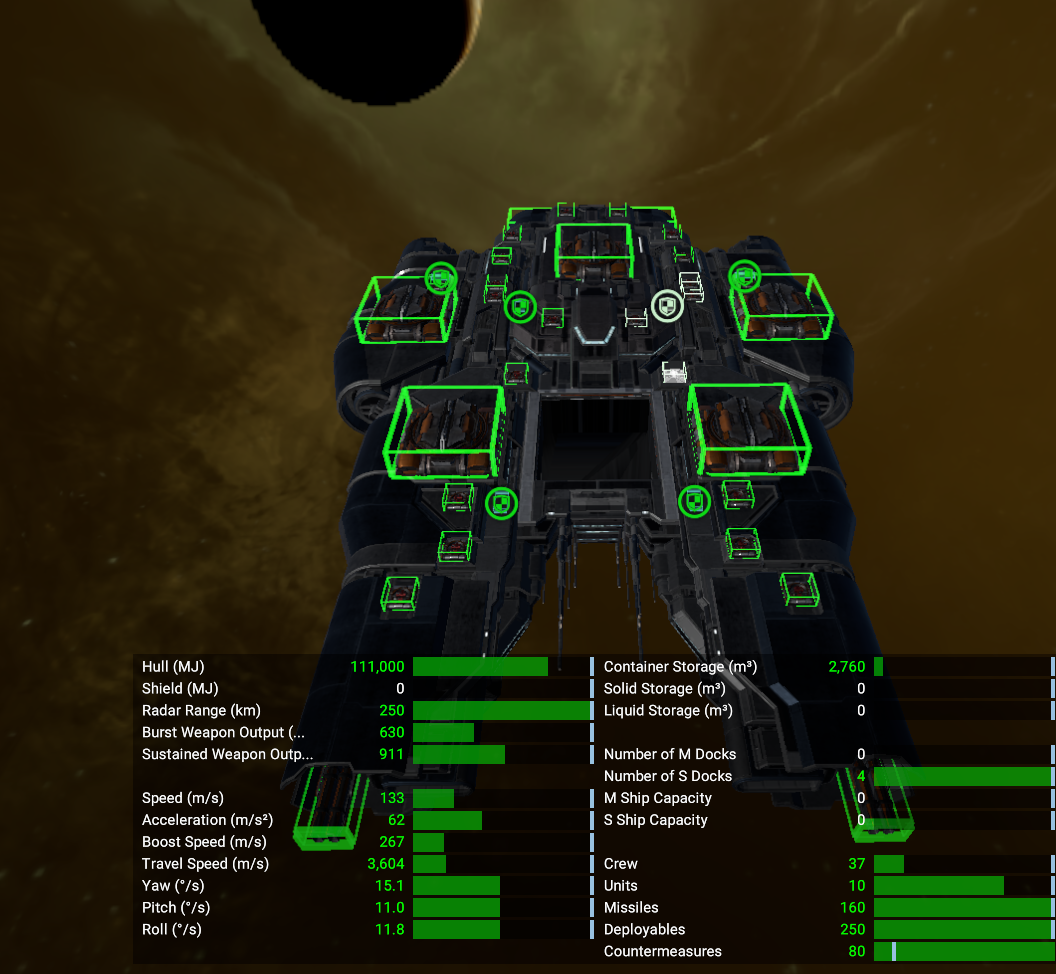 Hull (MJ) 111,000
Shield (MJ) 0
Radar Range (km) 250
Burst Weapon Output (... 630
Sustained Weapon Outp... 911
Speed (m/s) 133
Acceleration (m/s²) 62
Boost Speed (m/s) 267
Travel Speed (m/s) 3,604
Yaw (°/s) 15.1
Pitch (°/s) 11.0
Roll (°/s) 11.8
Container Storage (m³) 2,760
Solid Storage (m³) 0
Liquid Storage (m³) 0
Number of M Docks 0
Number of S Docks 4
M Ship Capacity 0
S Ship Capacity 0
Crew 37
Units 10
Missiles 160
Deployables 250
Countermeasures 80